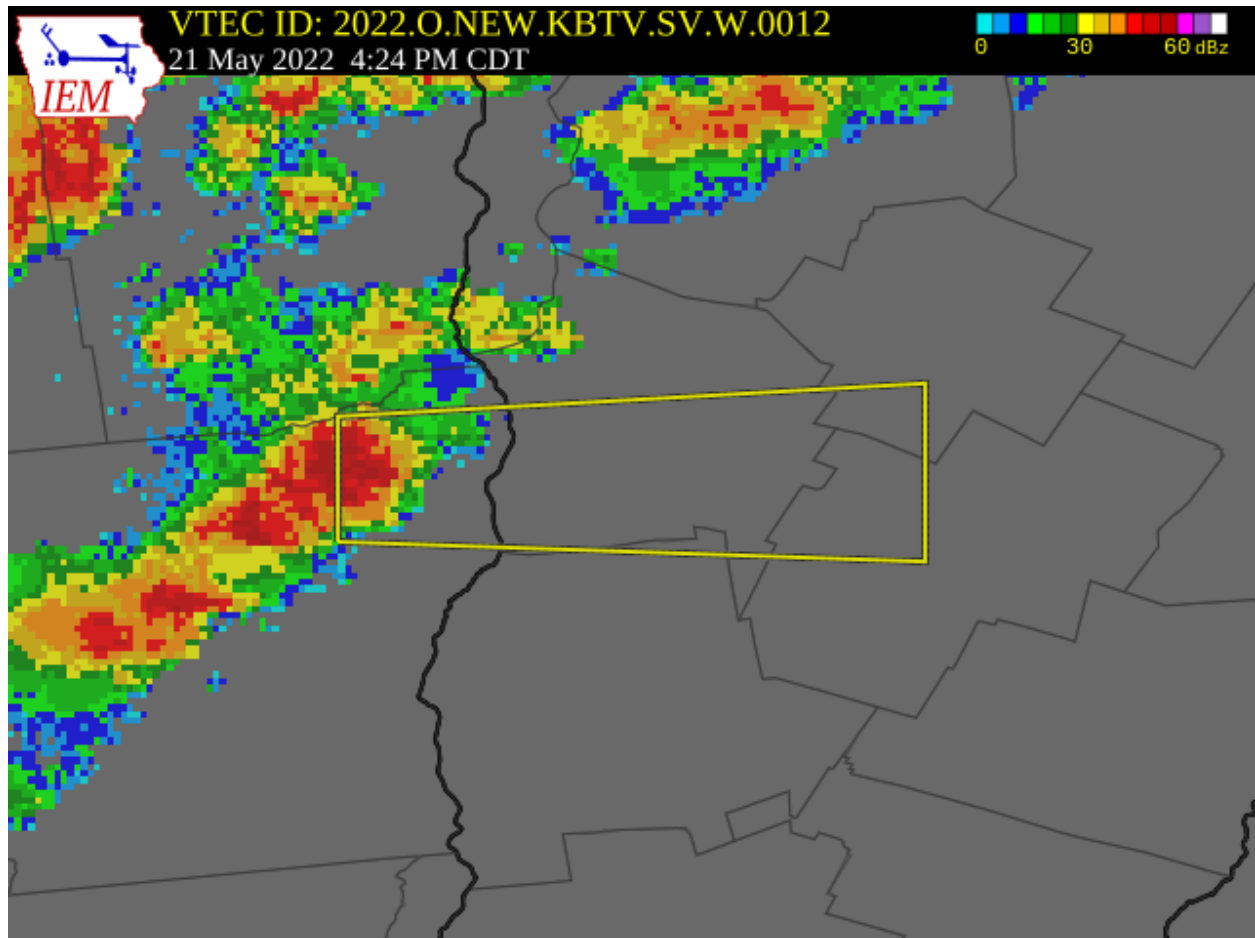 VTEC ID: 2022.O.NEW.KBTV.SV.W.0012
21 May 2022 4:24 PM CDT
IEM
0 30 60 dBz